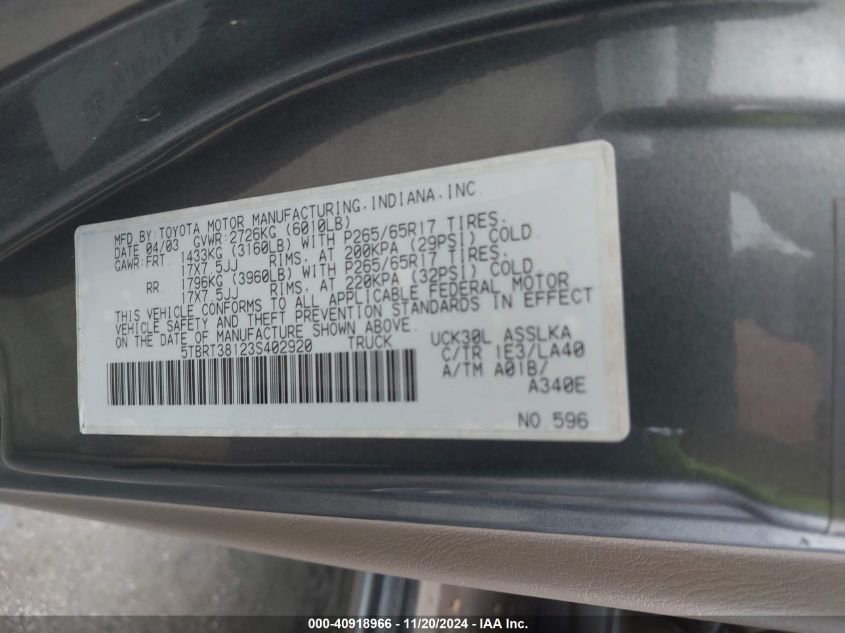 MFD.BY:TOYOTA MOTOR MANUFACTURING.INDIANA.INC
DATE 04/03 GVWR:2726KG (6010LB)
GAWR:FRT 1433KG (3160LB) WITH P265/65R17 TIRES.
17X7.5JJ RIMS. AT 200KPA (29PSI) COLD
RR 1796KG (3960LB) WITH P265/65R17 TIRES.
17X7.5JJ RIMS. AT 220KPA (32PSI) COLD
THIS VEHICLE CONFORMS TO ALL APPLICABLE FEDERAL MOTOR
VEHICLE SAFETY AND THEFT PREVENTION STANDARDS IN EFFECT
ON THE DATE OF MANUFACTURE SHOWN ABOVE.
5TBRT38123S402920 TRUCK UCK30L ASSLKA
C/TR 1E3/LA40
A/TM A01B/
A340E
NO.596
000-40918966 - 11/20/2024 - IAA Inc.